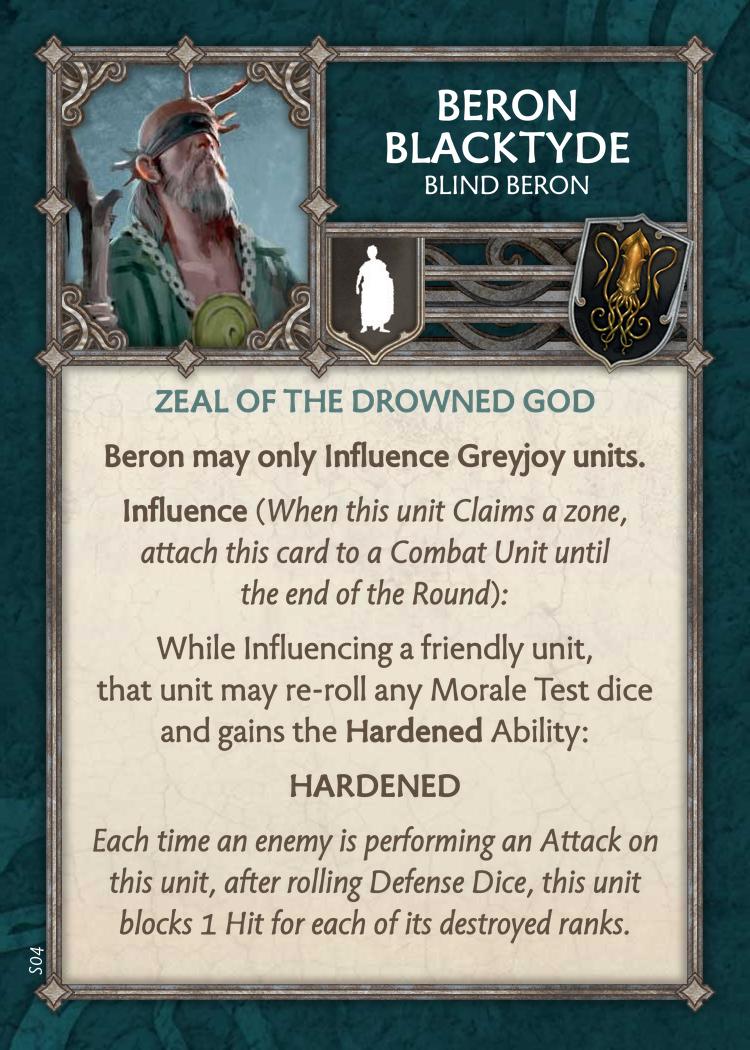 BERON
BLACKTYDE
BLIND BERON
ZEAL OF THE DROWNED GOD
Beron may only Influence Greyjoy units.
Influence (When this unit Claims a zone,
attach this card to a Combat Unit until
the end of the Round):
While Influencing a friendly unit,
that unit may re-roll any Morale Test dice
and gains the Hardened Ability:
HARDENED
Each time an enemy is performing an Attack on
this unit, after rolling Defense Dice, this unit
blocks 1 Hit for each of its destroyed ranks.
S04